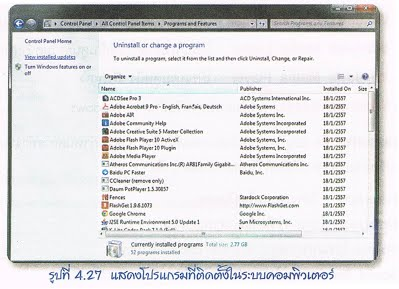 Control Panel ▸ All Control Panel Items ▸ Programs and Features
Search Programs and Features
Control Panel Home
View installed updates
Turn Windows features on or off
Uninstall or change a program
To uninstall a program, select it from the list and then click Uninstall, Change, or Repair.
Organize
Name Publisher Installed On Size
ACDSee Pro 3 ACD Systems International Inc. 18/1/2557
Adobe Acrobat 9 Pro - English, Français, Deutsch Adobe Systems 18/1/2557
Adobe AIR Adobe Systems Inc. 18/1/2557
Adobe Community Help Adobe Systems Incorporated 18/1/2557
Adobe Creative Suite 5 Master Collection Adobe Systems Incorporated 18/1/2557
Adobe Flash Player 10 ActiveX Adobe Systems Incorporated 18/1/2557
Adobe Flash Player 10 Plugin Adobe Systems Incorporated 18/1/2557
Adobe Media Player Adobe Systems Incorporated 18/1/2557
Atheros Communications Inc.(R) AR81Family Gigabit... Atheros Communications Inc. 18/1/2557
Baidu PC Faster Baidu, Inc. 18/1/2557
CCleaner (remove only) 18/1/2557
Daum PotPlayer 1.5.30857 18/1/2557
Fences Stardock Corporation 18/1/2557
FlashGet 1.9.6.1073 http://www.FlashGet.com 18/1/2557
Google Chrome Google Inc. 18/1/2557
J2SE Runtime Environment 5.0 Update 1 Sun Microsystems, Inc. 18/1/2557
18/1/2557
Currently installed programs Total size: 2.77 GB
52 programs installed
รูปที่ 4.27 แสดงโปรแกรมที่ติดตั้งในระบบคอมพิวเตอร์